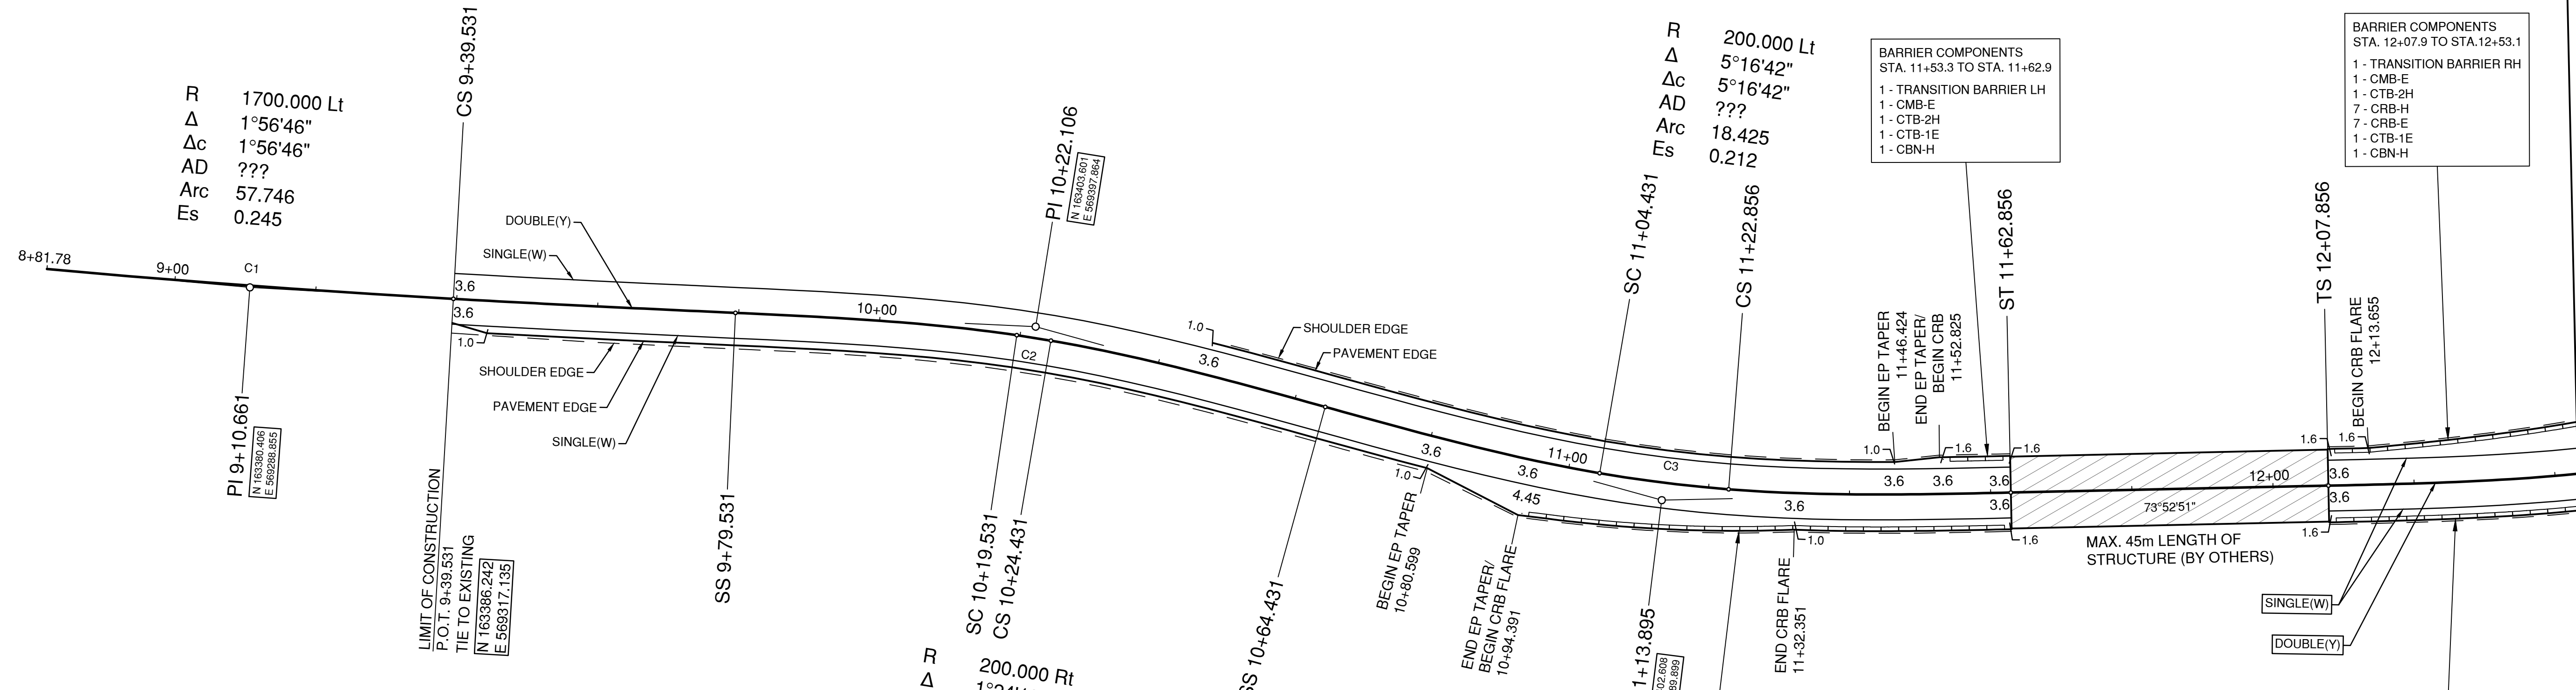 R 1700.000 Lt
Δ 1°56'46"
Δc 1°56'46"
AD ???
Arc 57.746
Es 0.245
CS 9+39.531
8+81.78
9+00
C1
PI 9+10.661
N 163380.406
E 569288.855
DOUBLE(Y)
SINGLE(W)
3.6
3.6
1.0
SHOULDER EDGE
PAVEMENT EDGE
SINGLE(W)
LIMIT OF CONSTRUCTION
P.O.T. 9+39.531
TIE TO EXISTING
N 163386.242
E 569317.135
SS 9+79.531
10+00
PI 10+22.106
N 163403.601
E 569397.864
C2
SC 10+19.531
CS 10+24.431
R 200.000 Rt
Δ
1.0
3.6
SHOULDER EDGE
PAVEMENT EDGE
SS 10+64.431
3.6
1.0
BEGIN EP TAPER
10+80.599
3.6
4.45
END EP TAPER/
BEGIN CRB FLARE
10+94.391
11+00
R 200.000 Lt
Δ 5°16'42"
Δc 5°16'42"
AD ???
Arc 18.425
Es 0.212
SC 11+04.431
CS 11+22.856
C3
1+13.895
02.608
89.899
3.6
1.0
END CRB FLARE
11+32.351
BARRIER COMPONENTS
STA. 11+53.3 TO STA. 11+62.9
1 - TRANSITION BARRIER LH
1 - CMB-E
1 - CTB-2H
1 - CTB-1E
1 - CBN-H
BEGIN EP TAPER
11+46.424
END EP TAPER/
BEGIN CRB
11+52.825
ST 11+62.856
1.0
1.6
1.6
3.6
3.6
3.6
3.6
1.6
12+00
73°52'51"
MAX. 45m LENGTH OF
STRUCTURE (BY OTHERS)
TS 12+07.856
BEGIN CRB FLARE
12+13.655
1.6
1.6
3.6
3.6
1.6
BARRIER COMPONENTS
STA. 12+07.9 TO STA.12+53.1
1 - TRANSITION BARRIER RH
1 - CMB-E
1 - CTB-2H
7 - CRB-H
7 - CRB-E
1 - CTB-1E
1 - CBN-H
SINGLE(W)
DOUBLE(Y)